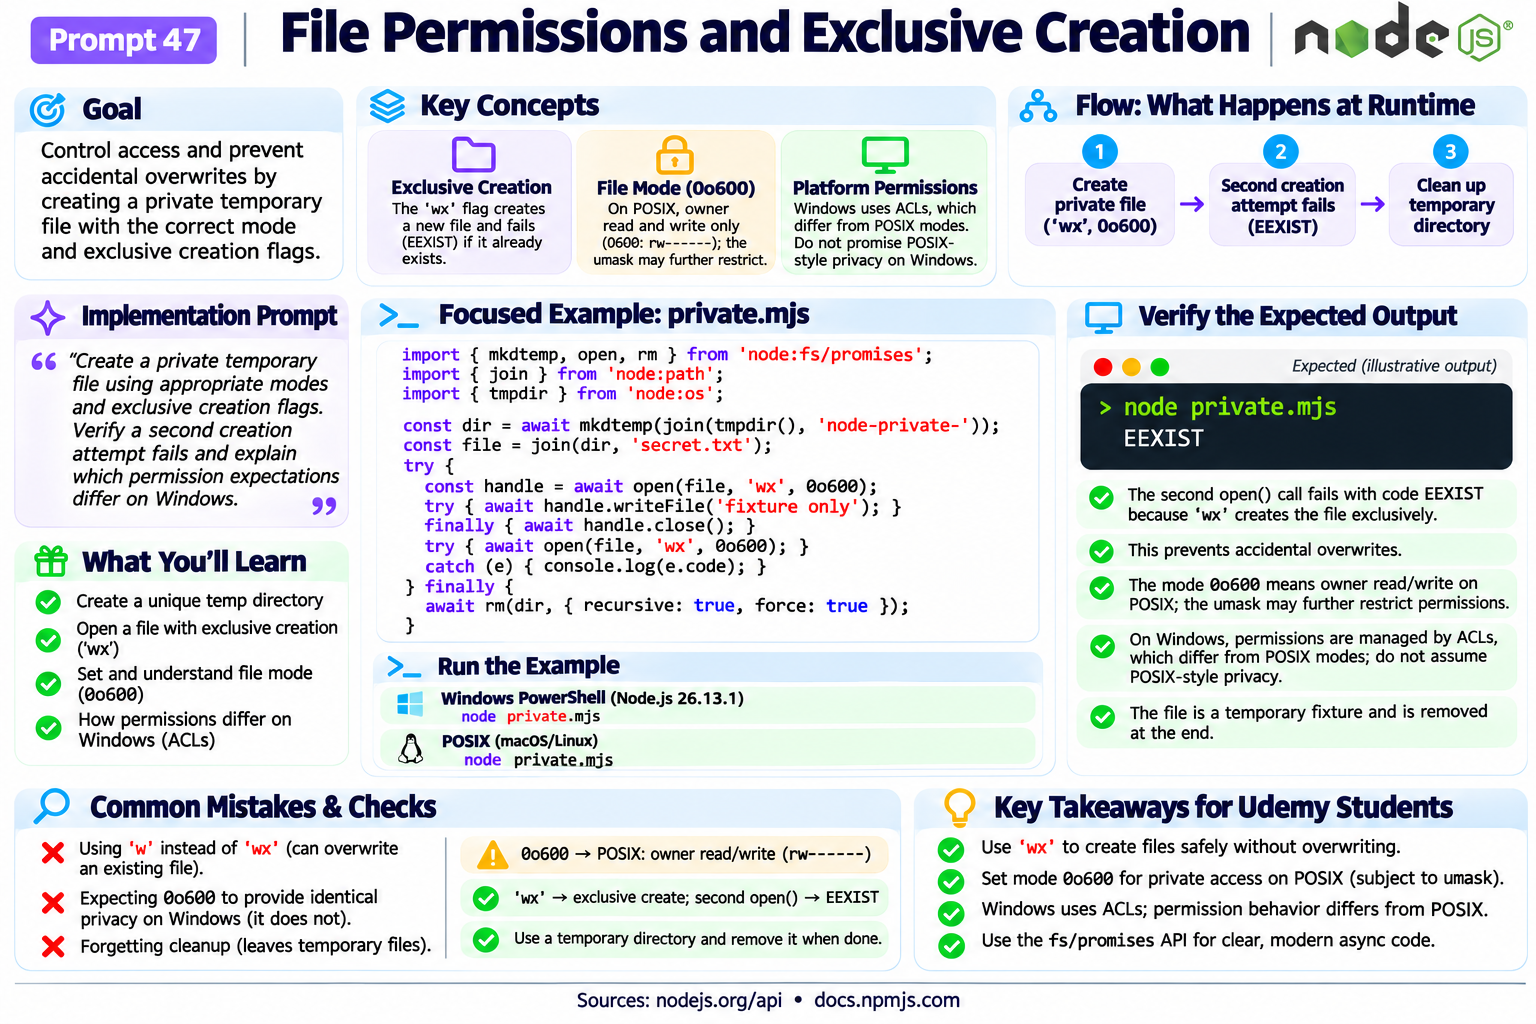 Prompt 47
File Permissions and Exclusive Creation
node JS ®
Goal
Control access and prevent
accidental overwrites by
creating a private temporary
file with the correct mode
and exclusive creation flags.
Key Concepts
Exclusive Creation
The 'wx' flag creates
a new file and fails
(EEXIST) if it already
exists.
File Mode (0o600)
On POSIX, owner
read and write only
(0600: rw------); the
umask may further restrict.
Platform Permissions
Windows uses ACLs, which
differ from POSIX modes.
Do not promise POSIX-
style privacy on Windows.
Flow: What Happens at Runtime
1
Create
private file
('wx', 0o600)
2
Second creation
attempt fails
(EEXIST)
3
Clean up
temporary
directory
Implementation Prompt
“Create a private temporary
file using appropriate modes
and exclusive creation flags.
Verify a second creation
attempt fails and explain
which permission expectations
differ on Windows.
”
What You'll Learn
Create a unique temp directory
Open a file with exclusive creation
('wx')
Set and understand file mode
(0o600)
How permissions differ on
Windows (ACLs)
Focused Example: private.mjs
import { mkdtemp, open, rm } from 'node:fs/promises';
import { join } from 'node:path';
import { tmpdir } from 'node:os';
const dir = await mkdtemp(join(tmpdir(), 'node-private-'));
const file = join(dir, 'secret.txt');
try {
const handle = await open(file, 'wx', 0o600);
try { await handle.writeFile('fixture only'); }
finally { await handle.close(); }
try { await open(file, 'wx', 0o600); }
catch (e) { console.log(e.code); }
} finally {
await rm(dir, { recursive: true, force: true });
}
Run the Example
Windows PowerShell (Node.js 26.13.1)
node private.mjs
POSIX (macOS/Linux)
node private.mjs
Verify the Expected Output
Expected (illustrative output)
> node private.mjs
EEXIST
The second open() call fails with code EEXIST
because 'wx' creates the file exclusively.
This prevents accidental overwrites.
The mode 0o600 means owner read/write on
POSIX; the umask may further restrict permissions.
On Windows, permissions are managed by ACLs,
which differ from POSIX modes; do not assume
POSIX-style privacy.
The file is a temporary fixture and is removed
at the end.
Common Mistakes & Checks
Using 'w' instead of 'wx' (can overwrite
an existing file).
Expecting 0o600 to provide identical
privacy on Windows (it does not).
Forgetting cleanup (leaves temporary files).
0o600 → POSIX: owner read/write (rw------)
'wx' → exclusive create; second open() → EEXIST
Use a temporary directory and remove it when done.
Key Takeaways for Udemy Students
Use 'wx' to create files safely without overwriting.
Set mode 0o600 for private access on POSIX (subject to umask).
Windows uses ACLs; permission behavior differs from POSIX.
Use the fs/promises API for clear, modern async code.
Sources: nodejs.org/api • docs.npmjs.com